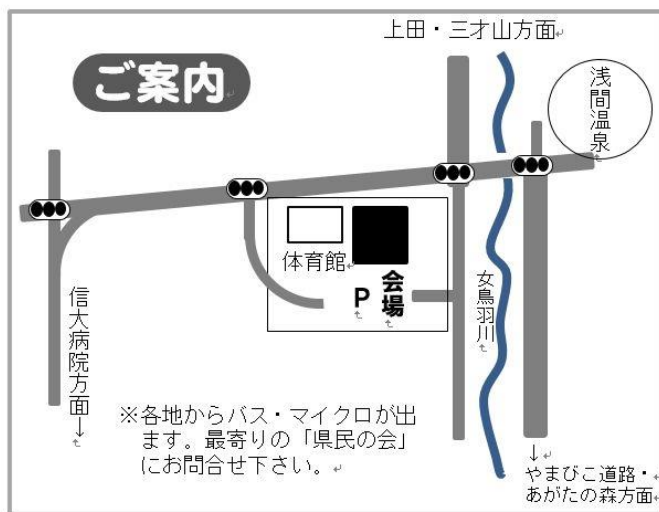 上田・三才山方面
ご案内
浅間温泉
体育館
会場
P
女鳥羽川
信大病院方面→
※各地からバス・マイクロが出
ます。最寄りの「県民の会」
にお問合せ下さい。
↓
やまびこ道路・
あがたの森方面